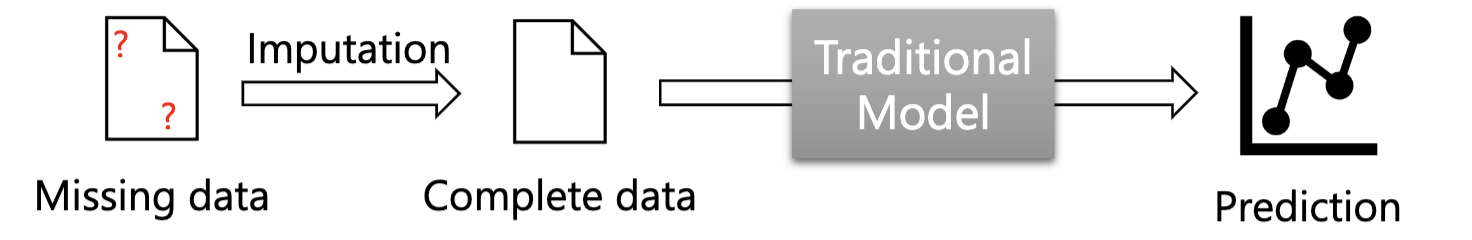 ?
?
Imputation
Traditional
Model
Missing data
Complete data
Prediction